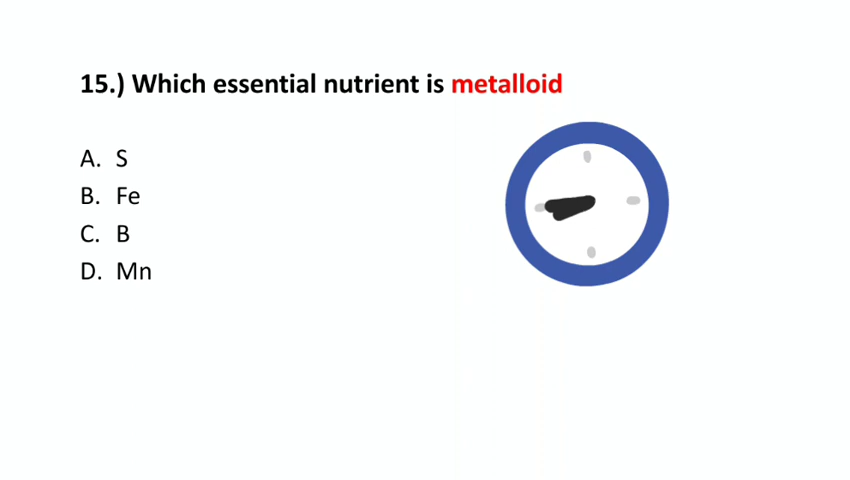 15.) Which essential nutrient is metalloid
A. S
B. Fe
C. B
D. Mn